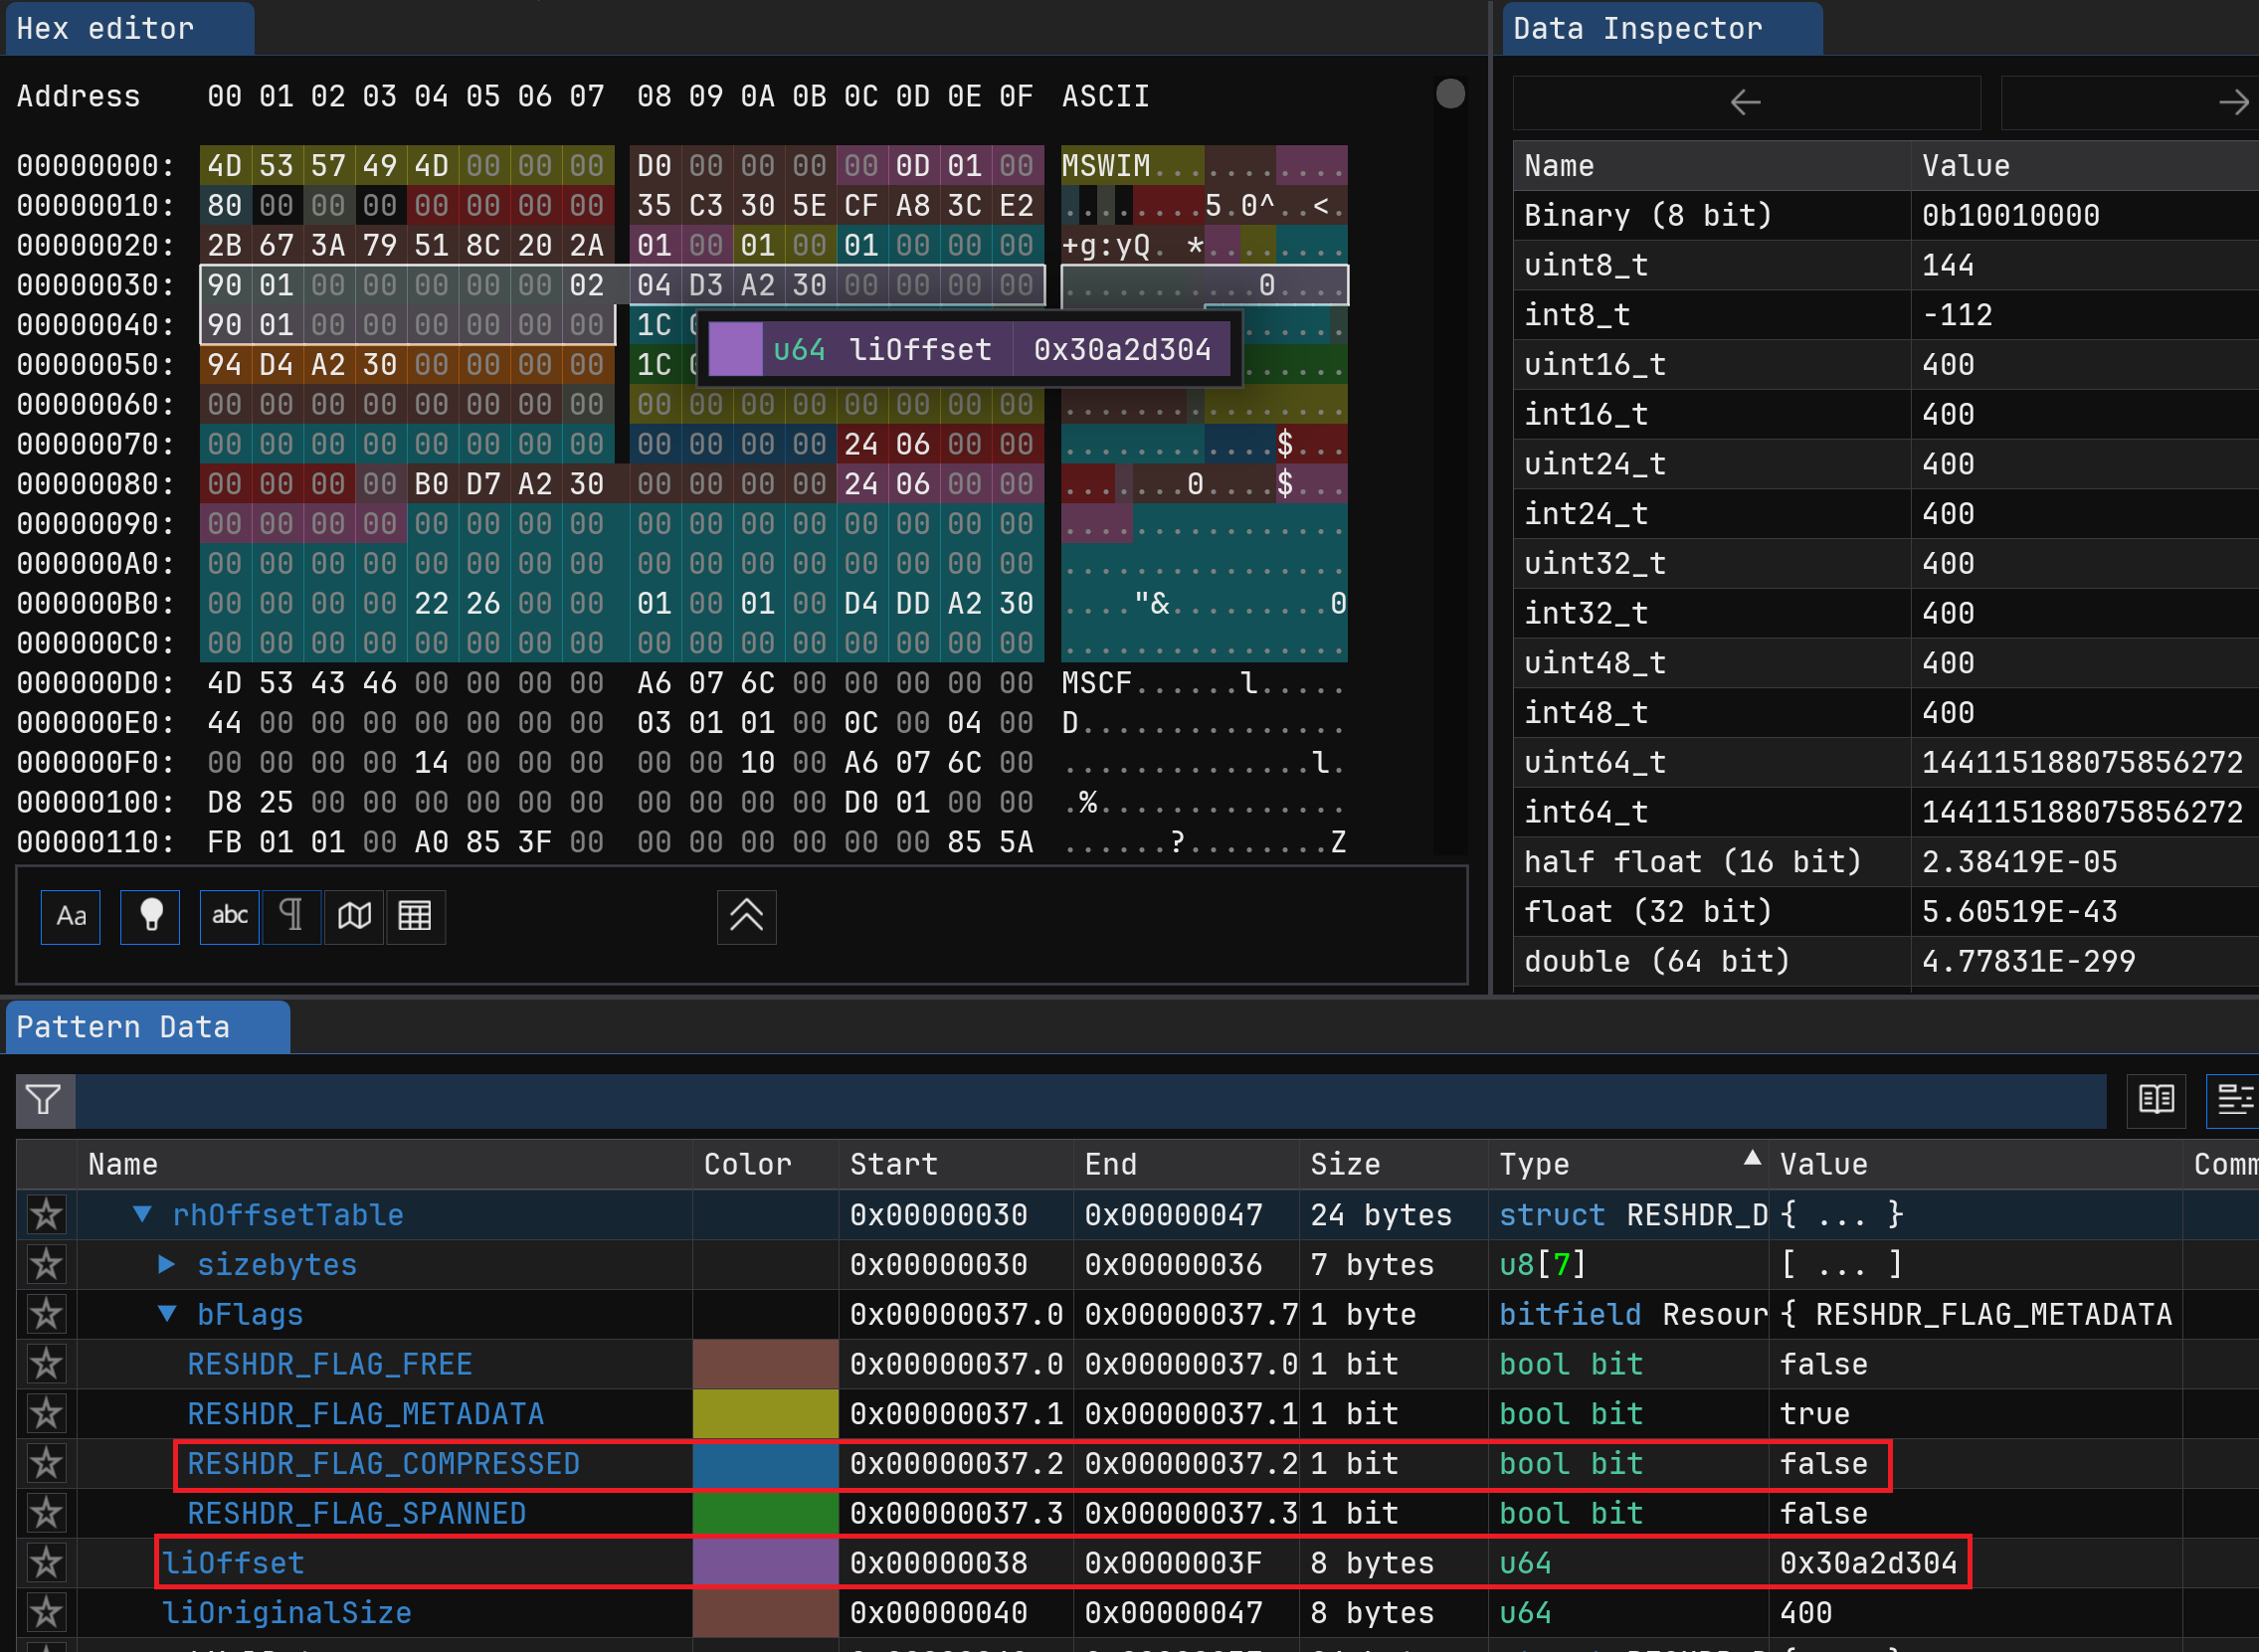 Hex editor
Address 00 01 02 03 04 05 06 07 08 09 0A 0B 0C 0D 0E 0F ASCII
00000000: 4D 53 57 49 4D 00 00 00 D0 00 00 00 00 0D 01 00 MSWIM...........
00000010: 80 00 00 00 00 00 00 00 35 C3 30 5E CF A8 3C E2 ........5.0^..<.
00000020: 2B 67 3A 79 51 8C 20 2A 01 00 01 00 01 00 00 00 +g:yQ. *........
00000030: 90 01 00 00 00 00 00 02 04 D3 A2 30 00 00 00 00 ...........0....
00000040: 90 01 00 00 00 00 00 00 1C
00000050: 94 D4 A2 30 00 00 00 00 1C
00000060: 00 00 00 00 00 00 00 00 00 00 00 00 00 00 00 00 ................
00000070: 00 00 00 00 00 00 00 00 00 00 00 00 24 06 00 00 ............$...
00000080: 00 00 00 00 B0 D7 A2 30 00 00 00 00 24 06 00 00 .......0....$...
00000090: 00 00 00 00 00 00 00 00 00 00 00 00 00 00 00 00 ................
000000A0: 00 00 00 00 00 00 00 00 00 00 00 00 00 00 00 00 ................
000000B0: 00 00 00 00 22 26 00 00 01 00 01 00 D4 DD A2 30 ...."&.........0
000000C0: 00 00 00 00 00 00 00 00 00 00 00 00 00 00 00 00 ................
000000D0: 4D 53 43 46 00 00 00 00 A6 07 6C 00 00 00 00 00 MSCF......l.....
000000E0: 44 00 00 00 00 00 00 00 03 01 01 00 0C 00 04 00 D...............
000000F0: 00 00 00 00 14 00 00 00 00 00 10 00 A6 07 6C 00 ..............l.
00000100: D8 25 00 00 00 00 00 00 00 00 00 00 D0 01 00 00 .%..............
00000110: FB 01 01 00 A0 85 3F 00 00 00 00 00 00 00 85 5A ......?........Z
u64 liOffset 0x30a2d304
Aa abc ¶
Data Inspector
← →
Name Value
Binary (8 bit) 0b10010000
uint8_t 144
int8_t -112
uint16_t 400
int16_t 400
uint24_t 400
int24_t 400
uint32_t 400
int32_t 400
uint48_t 400
int48_t 400
uint64_t 144115188075856272
int64_t 144115188075856272
half float (16 bit) 2.38419E-05
float (32 bit) 5.60519E-43
double (64 bit) 4.77831E-299
Pattern Data
Name Color Start End Size Type Value Comm
rhOffsetTable 0x00000030 0x00000047 24 bytes struct RESHDR_D { ... }
sizebytes 0x00000030 0x00000036 7 bytes u8[7] [ ... ]
bFlags 0x00000037.0 0x00000037.7 1 byte bitfield Resour { RESHDR_FLAG_METADATA
RESHDR_FLAG_FREE 0x00000037.0 0x00000037.0 1 bit bool bit false
RESHDR_FLAG_METADATA 0x00000037.1 0x00000037.1 1 bit bool bit true
RESHDR_FLAG_COMPRESSED 0x00000037.2 0x00000037.2 1 bit bool bit false
RESHDR_FLAG_SPANNED 0x00000037.3 0x00000037.3 1 bit bool bit false
liOffset 0x00000038 0x0000003F 8 bytes u64 0x30a2d304
liOriginalSize 0x00000040 0x00000047 8 bytes u64 400